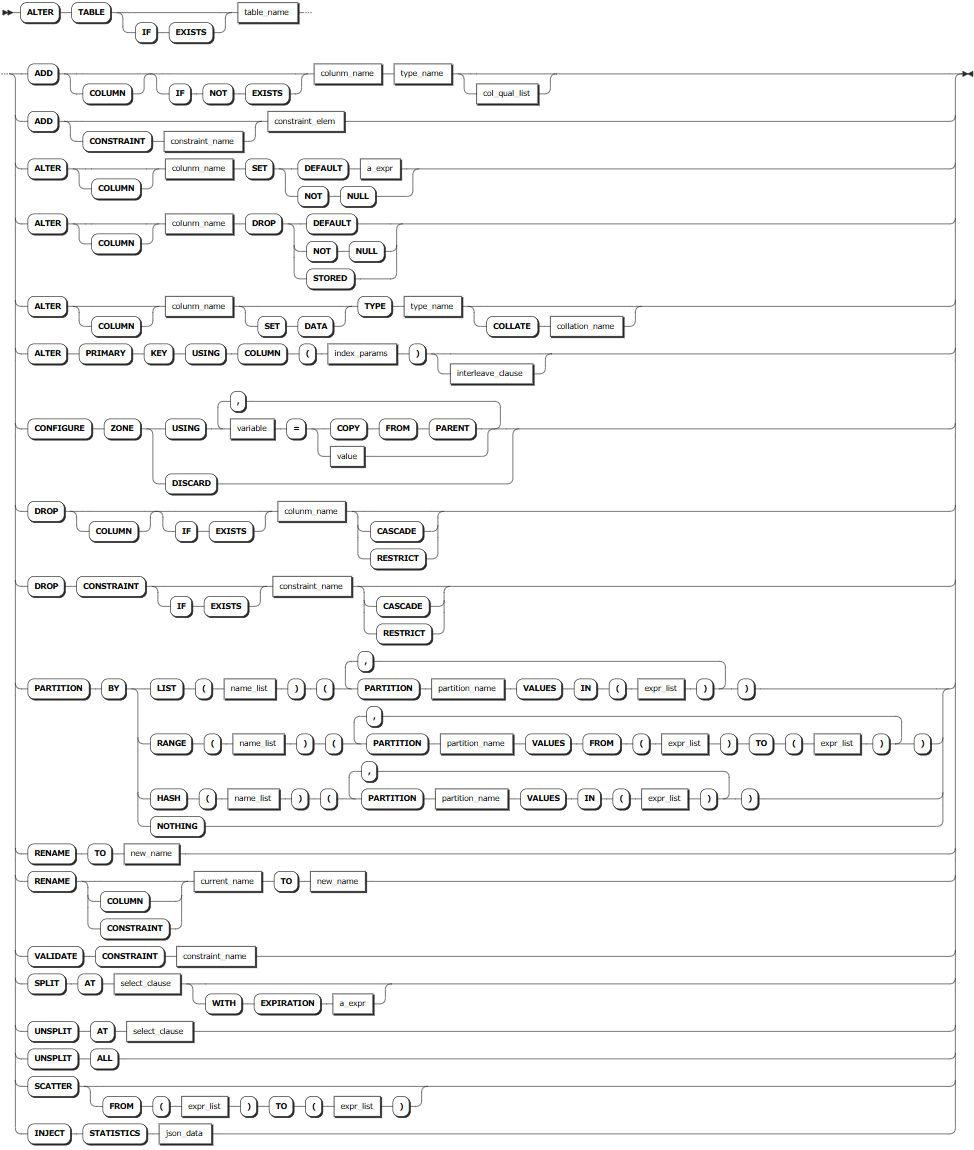 ALTER TABLE table_name
IF EXISTS
ADD colunm_name type_name
COLUMN IF NOT EXISTS col_qual_list
ADD constraint_elem
CONSTRAINT constraint_name
ALTER colunm_name SET DEFAULT a_expr
COLUMN NOT NULL
ALTER colunm_name DROP DEFAULT
COLUMN NOT NULL
STORED
ALTER colunm_name TYPE type_name
COLUMN SET DATA COLLATE collation_name
ALTER PRIMARY KEY USING COLUMN ( index_params )
interleave_clause
,
CONFIGURE ZONE USING variable = COPY FROM PARENT
value
DISCARD
DROP colunm_name
COLUMN IF EXISTS CASCADE
RESTRICT
DROP CONSTRAINT constraint_name
IF EXISTS CASCADE
RESTRICT
,
PARTITION BY LIST ( name_list ) ( PARTITION partition_name VALUES IN ( expr_list ) )
,
RANGE ( name_list ) ( PARTITION partition_name VALUES FROM ( expr_list ) TO ( expr_list ) )
,
HASH ( name_list ) ( PARTITION partition_name VALUES IN ( expr_list ) )
NOTHING
RENAME TO new_name
RENAME current_name TO new_name
COLUMN
CONSTRAINT
VALIDATE CONSTRAINT constraint_name
SPLIT AT select_clause
WITH EXPIRATION a_expr
UNSPLIT AT select_clause
UNSPLIT ALL
SCATTER
FROM ( expr_list ) TO ( expr_list )
INJECT STATISTICS json_data